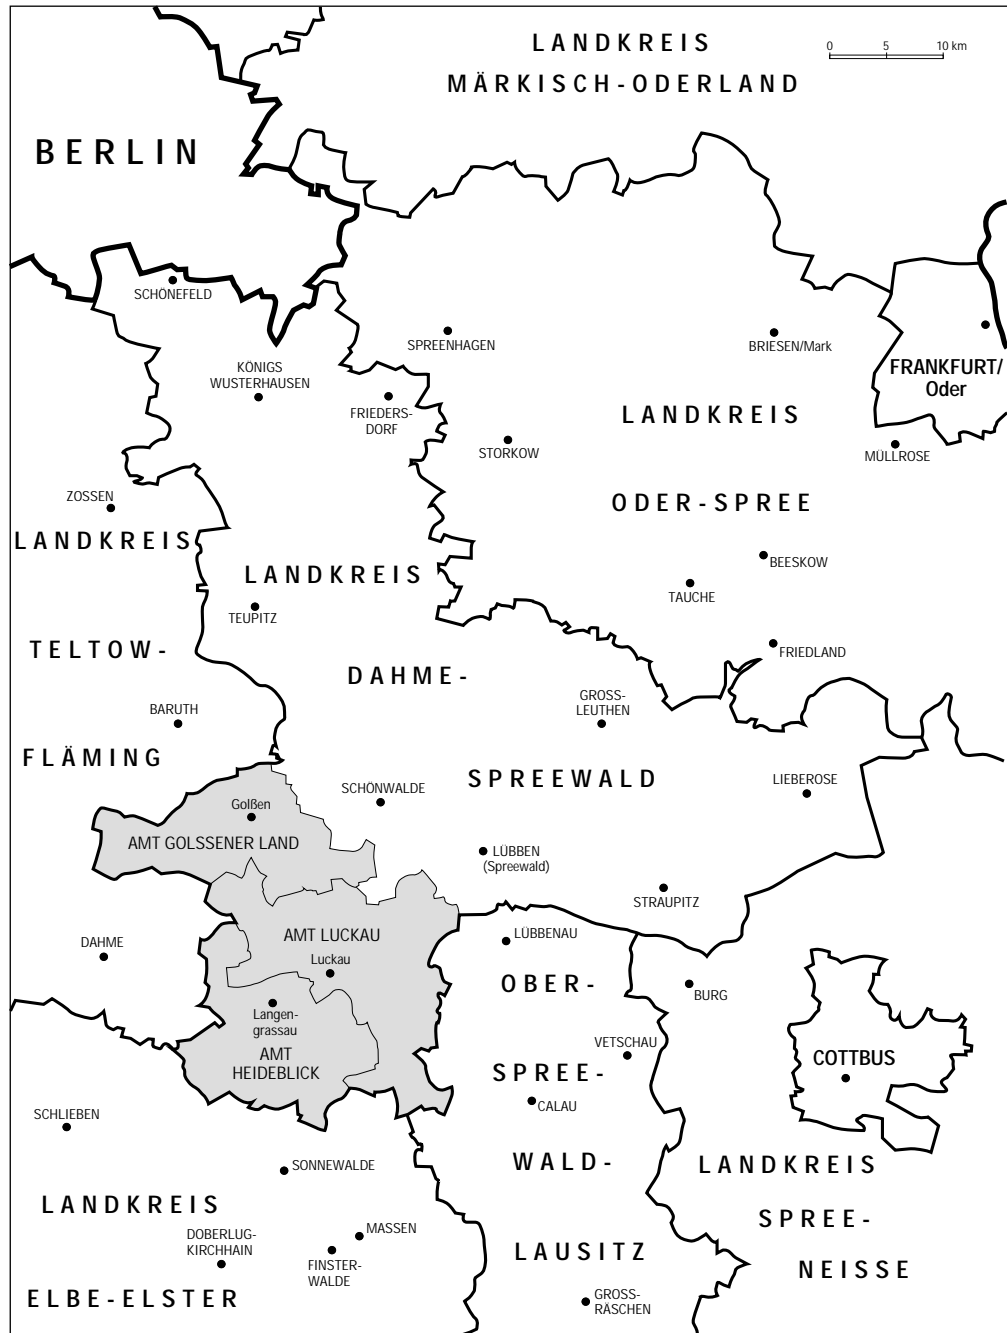 LANDKREIS
MÄRKISCH-ODERLAND
0 5 10 km
BERLIN
SCHÖNEFELD
SPREENHAGEN
BRIESEN/Mark
FRANKFURT/
Oder
KÖNIGS
WUSTERHAUSEN
FRIEDERS-
DORF
LANDKREIS
STORKOW
MÜLLROSE
ZOSSEN
ODER-SPREE
LANDKREIS
LANDKREIS
BEESKOW
TAUCHE
TEUPITZ
TELTOW-
FRIEDLAND
DAHME-
GROSS-
LEUTHEN
BARUTH
FLÄMING
SPREEWALD
LIEBEROSE
SCHÖNWALDE
Golßen
AMT GOLSSENER LAND
LÜBBEN
(Spreewald)
STRAUPITZ
AMT LUCKAU
LÜBBENAU
DAHME
Luckau
OBER-
BURG
Langen-
grassau
AMT
HEIDEBLICK
VETSCHAU
COTTBUS
SPREE-
CALAU
SCHLIEBEN
WALD-
LANDKREIS
SONNEWALDE
LANDKREIS
SPREE-
DOBERLUG-
KIRCHHAIN
MASSEN
FINSTER-
WALDE
LAUSITZ
NEISSE
ELBE-ELSTER
GROSS-
RÄSCHEN